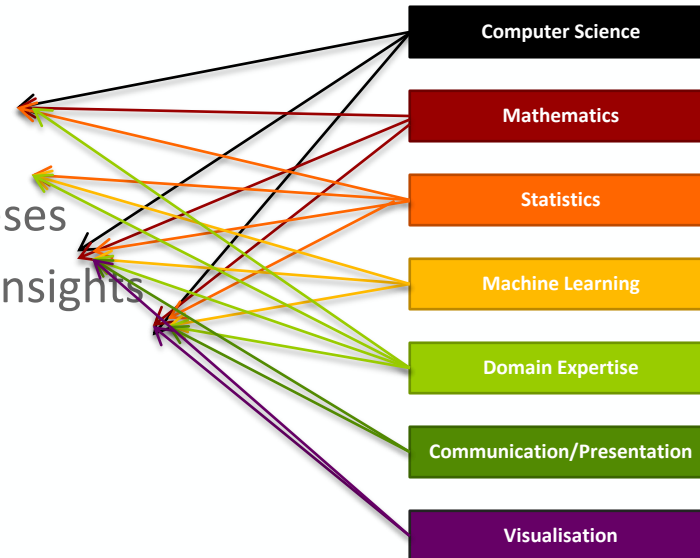 Computer Science
Mathematics
Statistics
Machine Learning
Domain Expertise
Communication/Presentation
Visualisation
ses
nsights